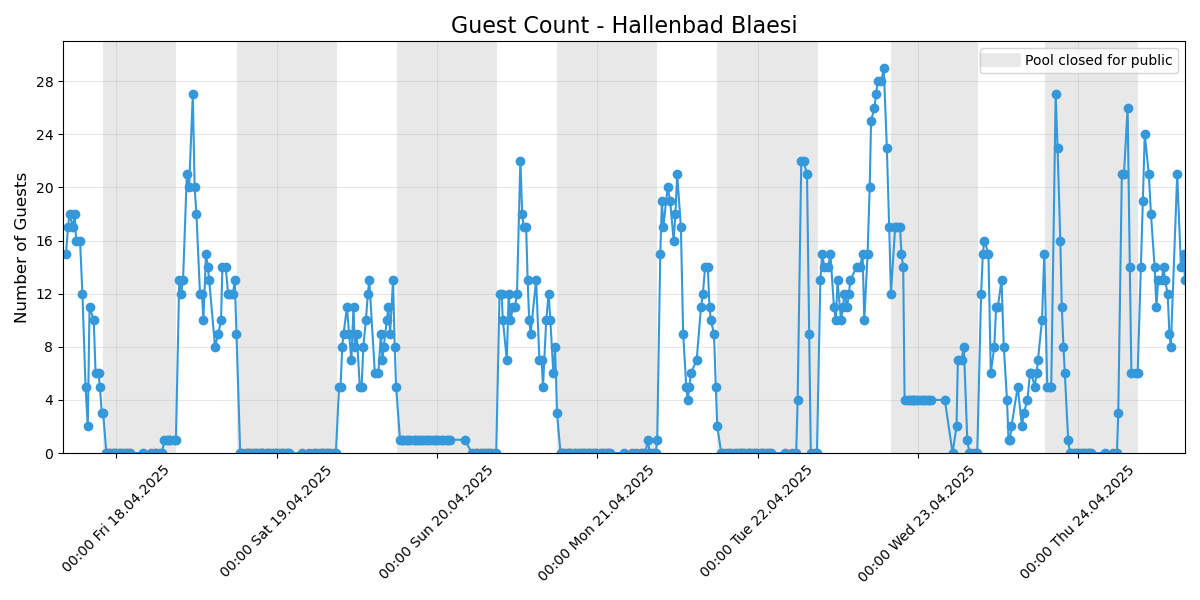 Guest Count - Hallenbad Blaesi
Pool closed for public
Number of Guests
28
24
20
16
12
8
4
0
00:00 Fri 18.04.2025
00:00 Sat 19.04.2025
00:00 Sun 20.04.2025
00:00 Mon 21.04.2025
00:00 Tue 22.04.2025
00:00 Wed 23.04.2025
00:00 Thu 24.04.2025